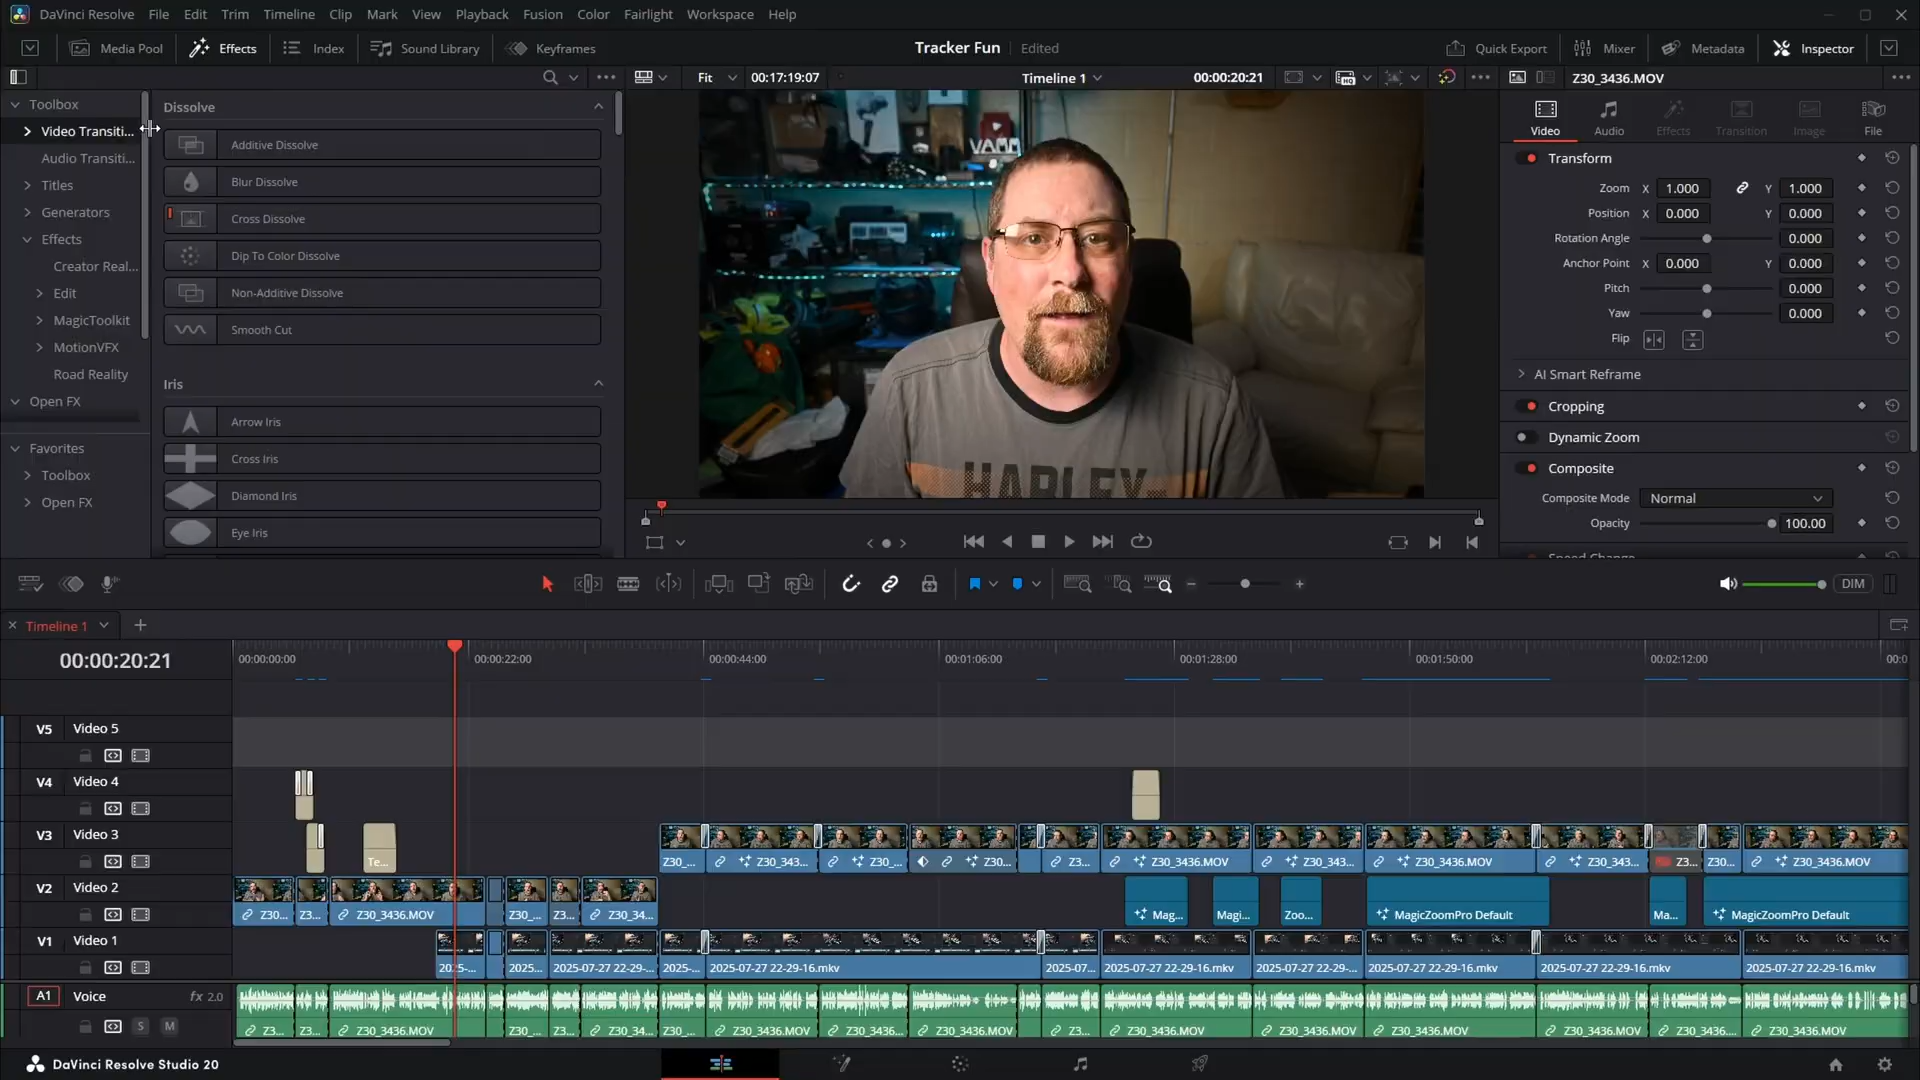 DaVinci Resolve File Edit Trim Timeline Clip Mark View Playback Fusion Color Fairlight Workspace Help
Media Pool Effects Index Sound Library Keyframes Tracker Fun Edited Quick Export Mixer Metadata Inspector
Fit 00:17:19:07 Timeline 1 00:00:20:21 Z30_3436.MOV
Toolbox
Video Transiti...
Audio Transiti...
Titles
Generators
Effects
Creator Real...
Edit
MagicToolkit
MotionVFX
Road Reality
Open FX
Favorites
Toolbox
Open FX
Dissolve
Additive Dissolve
Blur Dissolve
Cross Dissolve
Dip To Color Dissolve
Non-Additive Dissolve
Smooth Cut
Iris
Arrow Iris
Cross Iris
Diamond Iris
Eye Iris
VAMM
HARLEY
Video Audio Effects Transition Image File
Transform
Zoom X 1.000 Y 1.000
Position X 0.000 Y 0.000
Rotation Angle 0.000
Anchor Point X 0.000 Y 0.000
Pitch 0.000
Yaw 0.000
Flip
AI Smart Reframe
Cropping
Dynamic Zoom
Composite
Composite Mode Normal
Opacity 100.00
Speed Change
DIM
Timeline 1
00:00:20:21
00:00:00:00 00:00:22:00 00:00:44:00 00:01:06:00 00:01:28:00 00:01:50:00 00:02:12:00 00:0
V5 Video 5
V4 Video 4
V3 Video 3
Te... Z30_... Z30_343... Z30_... Z30... Z3... Z30_3436.MOV Z30_343... Z30_3436.MOV Z30_343... Z3... Z30... Z30_3436.MOV
V2 Video 2
Z30... Z3... Z30_3436.MOV Z30_... Z3... Z30_34... Mag... Magi... Zoo... MagicZoomPro Default Ma... MagicZoomPro Default
V1 Video 1
2025-... 2025... 2025-07-27 22-29-... 2025-... 2025-07-27 22-29-16.mkv 2025-07... 2025-07-27 22-29-16.mkv 2025-07-27 22-29-... 2025-07-27 22-29-16.mkv 2025-07-27 22-29-16.mkv 2025-07-27 22-29-16.mkv
A1 Voice fx 2.0
S M
Z3... Z3... Z30_3436.MOV Z30_... Z3... Z30_34... Z30_... Z30_3436.MOV Z30_3436... Z30_3436.MOV Z3... Z30_3436.MOV Z30_343... Z30_3436.MOV Z30_343... Z30_3436... Z30_3436.MOV
DaVinci Resolve Studio 20